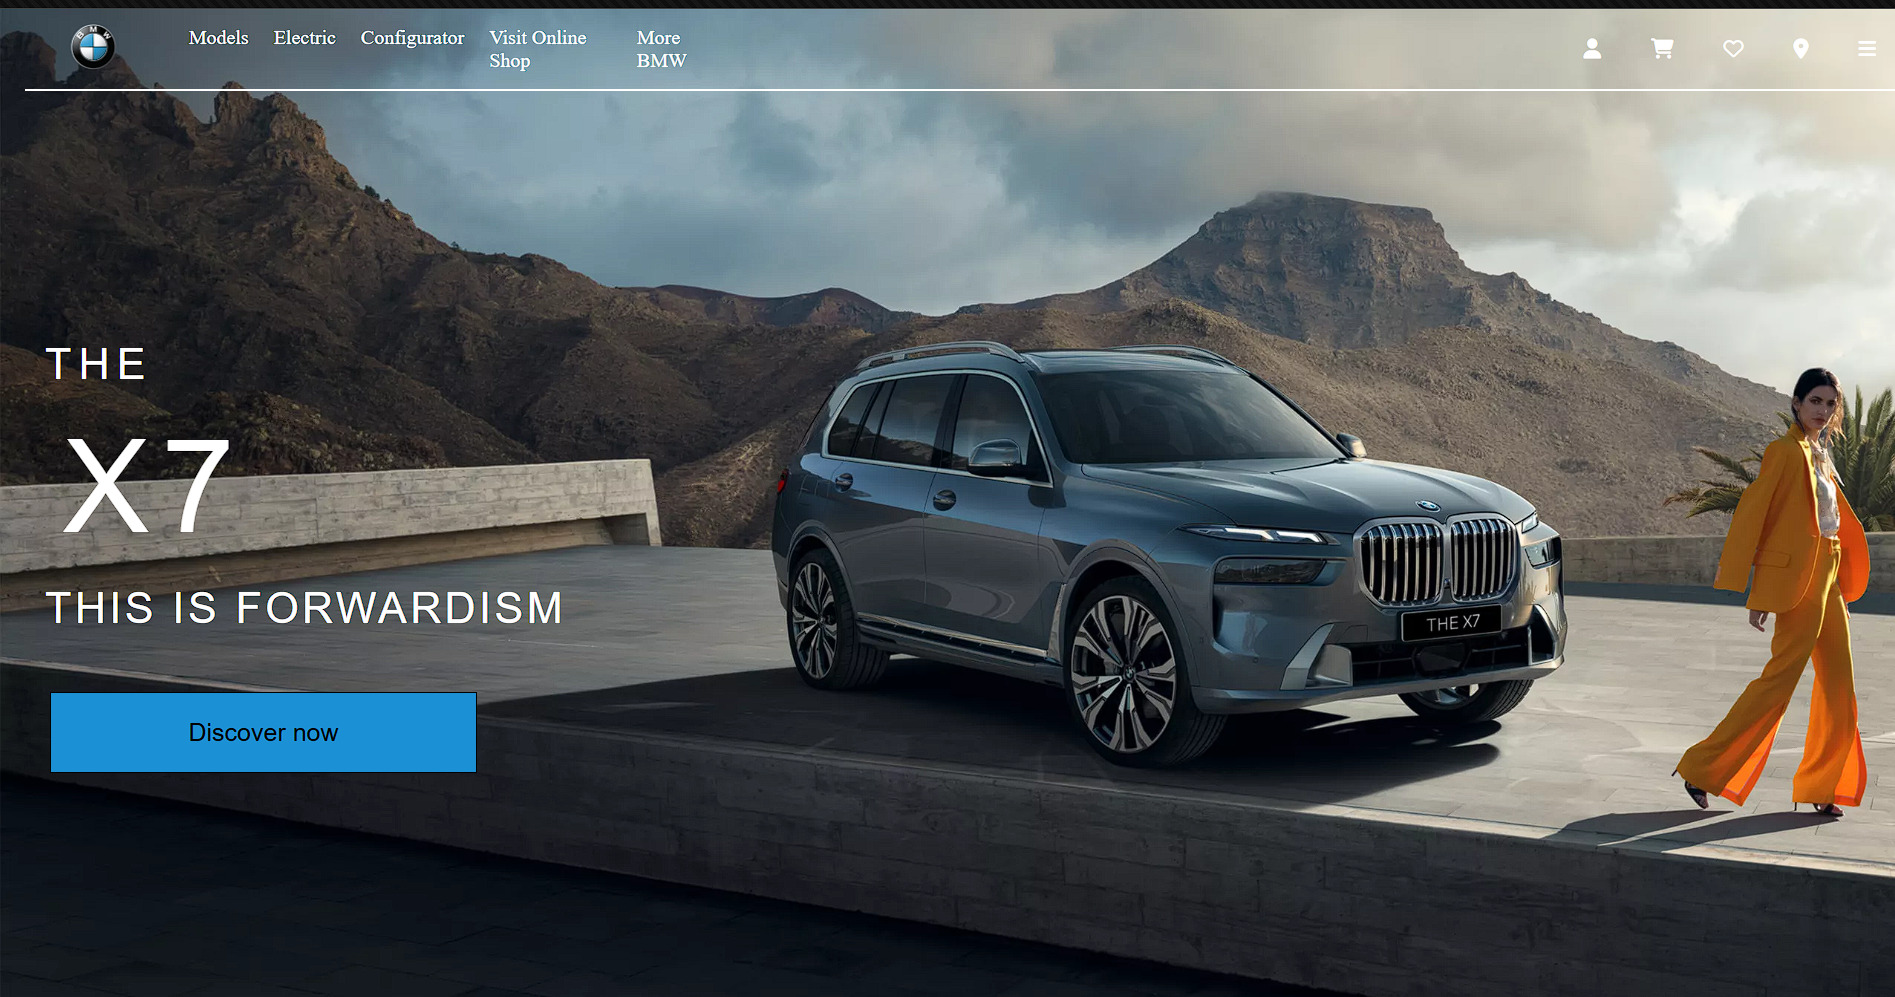 BMW
Models
Electric
Configurator
Visit Online
Shop
More
BMW
THE
X7
THIS IS FORWARDISM
Discover now
THE X7